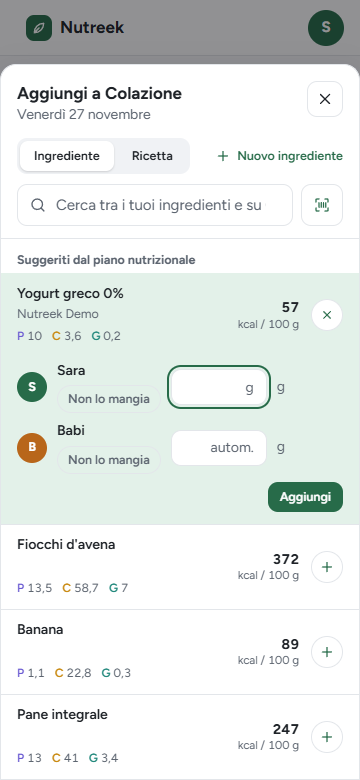 Nutreek
S
Aggiungi a Colazione
Venerdì 27 novembre
Ingrediente
Ricetta
+ Nuovo ingrediente
Cerca tra i tuoi ingredienti e su
Suggeriti dal piano nutrizionale
Yogurt greco 0%
Nutreek Demo
P 10 C 3,6 G 0,2
57
kcal / 100 g
S
Sara
Non lo mangia
g
g
B
Babi
Non lo mangia
autom.
g
Aggiungi
Fiocchi d'avena
P 13,5 C 58,7 G 7
372
kcal / 100 g
Banana
P 1,1 C 22,8 G 0,3
89
kcal / 100 g
Pane integrale
P 13 C 41 G 3,4
247
kcal / 100 g